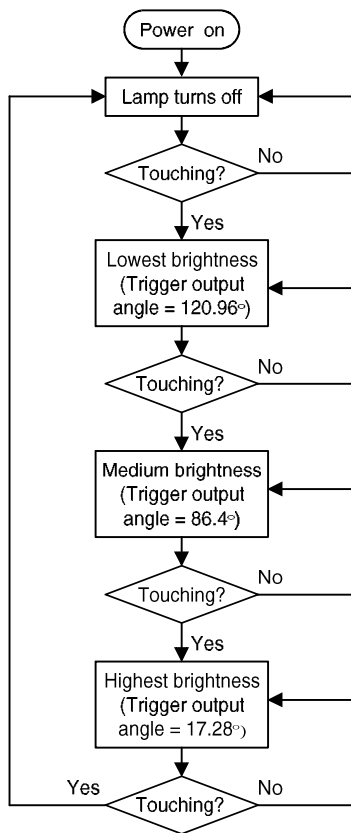 Power on
Lamp turns off
Touching?
No
Yes
Lowest brightness
(Trigger output
angle = 120.96°)
Touching?
No
Yes
Medium brightness
(Trigger output
angle = 86.4°)
Touching?
No
Yes
Highest brightness
(Trigger output
angle = 17.28°)
Yes
Touching?
No